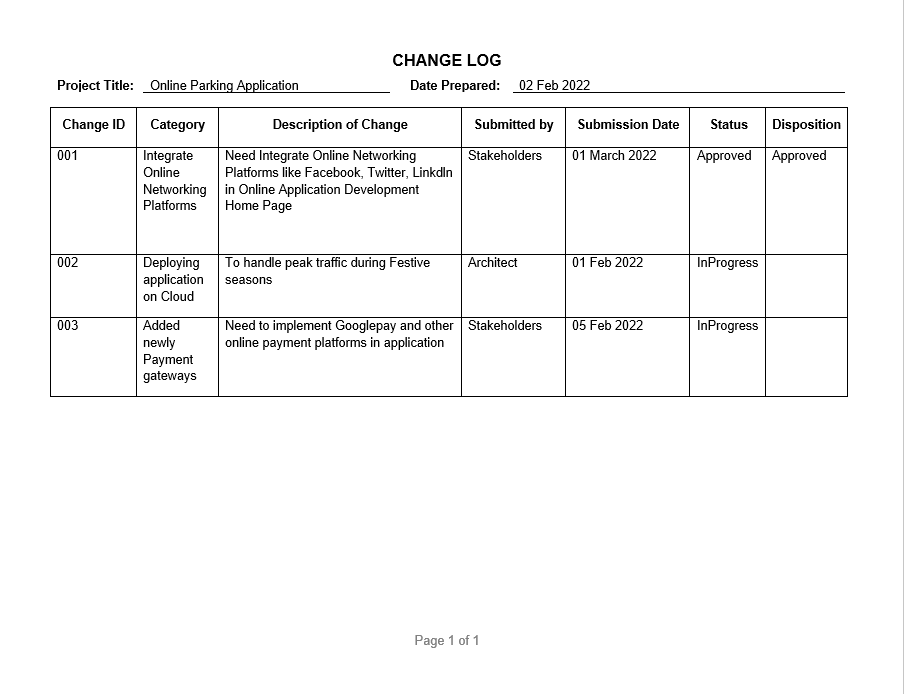 CHANGE LOG
Project Title: Online Parking Application Date Prepared: 02 Feb 2022
Change ID Category Description of Change Submitted by Submission Date Status Disposition
001 Integrate Need Integrate Online Networking Stakeholders 01 March 2022 Approved Approved
Online Platforms like Facebook, Twitter, LinkdIn
Networking in Online Application Development
Platforms Home Page
002 Deploying To handle peak traffic during Festive Architect 01 Feb 2022 InProgress
application seasons
on Cloud
003 Added Need to implement Googlepay and other Stakeholders 05 Feb 2022 InProgress
newly online payment platforms in application
Payment
gateways
Page 1 of 1